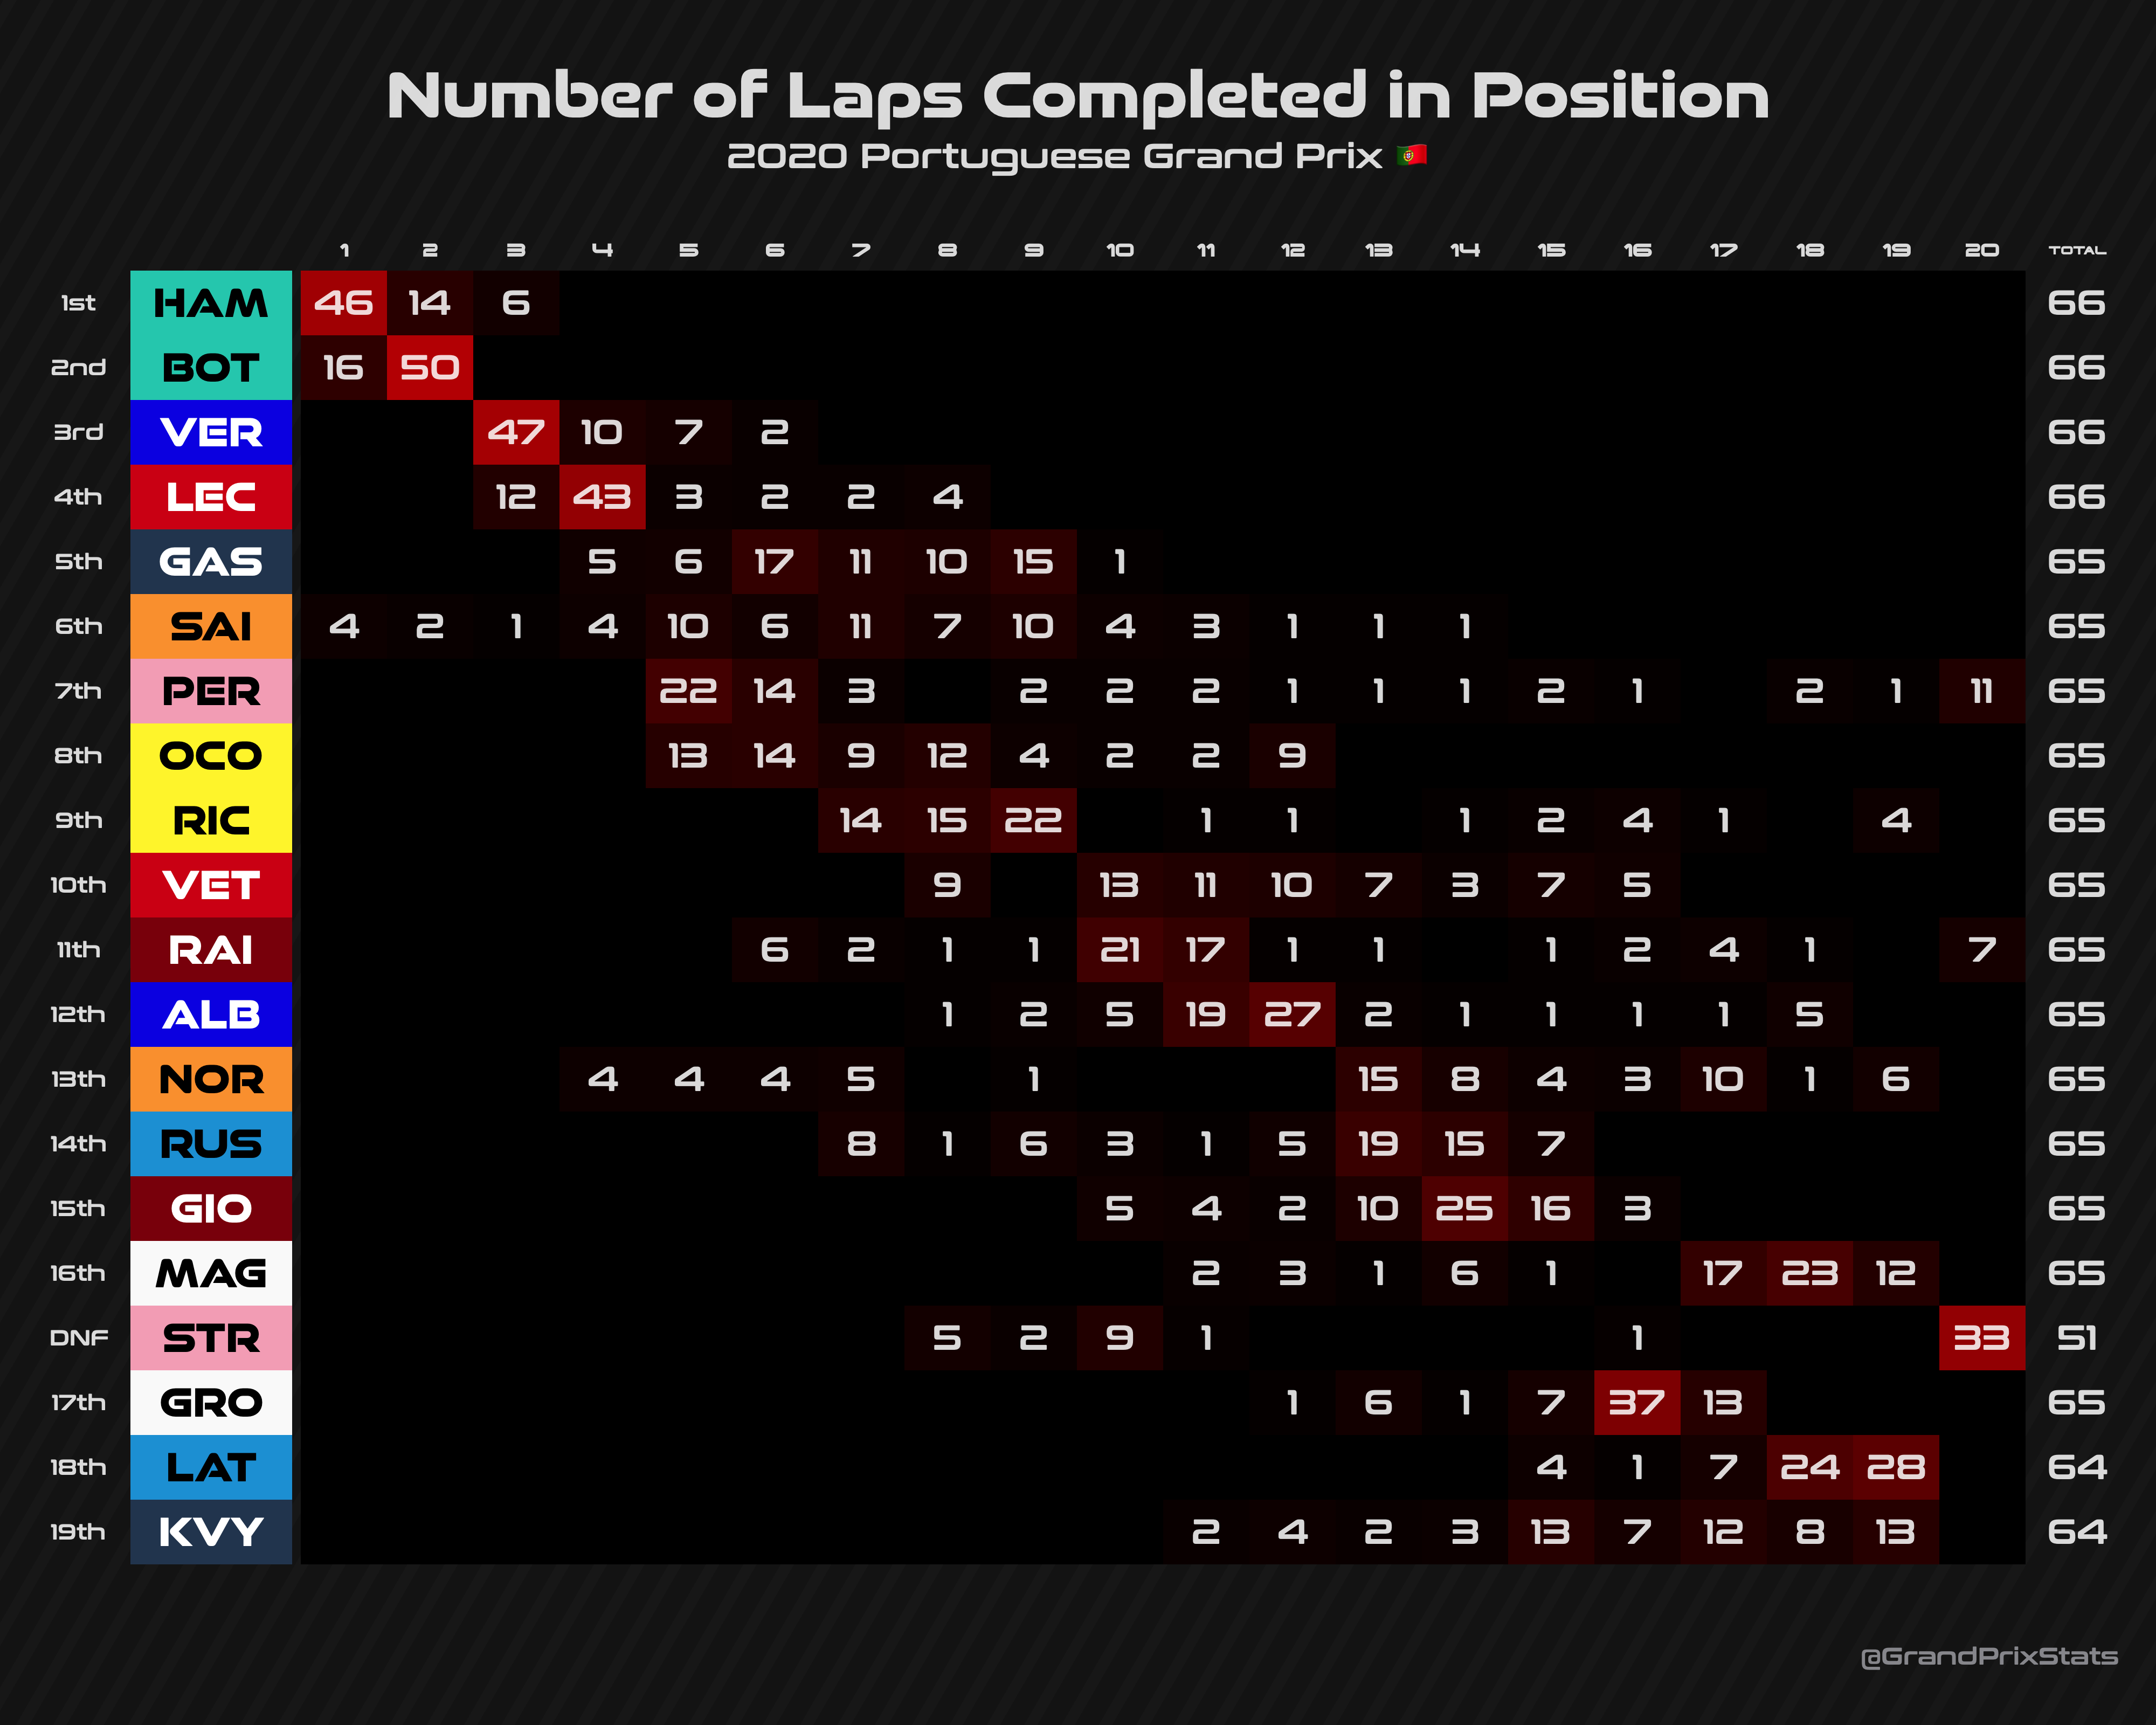 Number of Laps Completed in Position
2020 Portuguese Grand Prix 🇵🇹
1 2 3 4 5 6 7 8 9 10 11 12 13 14 15 16 17 18 19 20 TOTAL
1st HAM 46 14 6 66
2nd BOT 16 50 66
3rd VER 47 10 7 2 66
4th LEC 12 43 3 2 2 4 66
5th GAS 5 6 17 11 10 15 1 65
6th SAI 4 2 1 4 10 6 11 7 10 4 3 1 1 1 65
7th PER 22 14 3 2 2 2 1 1 1 2 1 2 1 11 65
8th OCO 13 14 9 12 4 2 2 9 65
9th RIC 14 15 22 1 1 1 2 4 1 4 65
10th VET 9 13 11 10 7 3 7 5 65
11th RAI 6 2 1 1 21 17 1 1 1 2 4 1 7 65
12th ALB 1 2 5 19 27 2 1 1 1 1 5 65
13th NOR 4 4 4 5 1 15 8 4 3 10 1 6 65
14th RUS 8 1 6 3 1 5 19 15 7 65
15th GIO 5 4 2 10 25 16 3 65
16th MAG 2 3 1 6 1 17 23 12 65
DNF STR 5 2 9 1 1 33 51
17th GRO 1 6 1 7 37 13 65
18th LAT 4 1 7 24 28 64
19th KVY 2 4 2 3 13 7 12 8 13 64
@GrandPrixStats